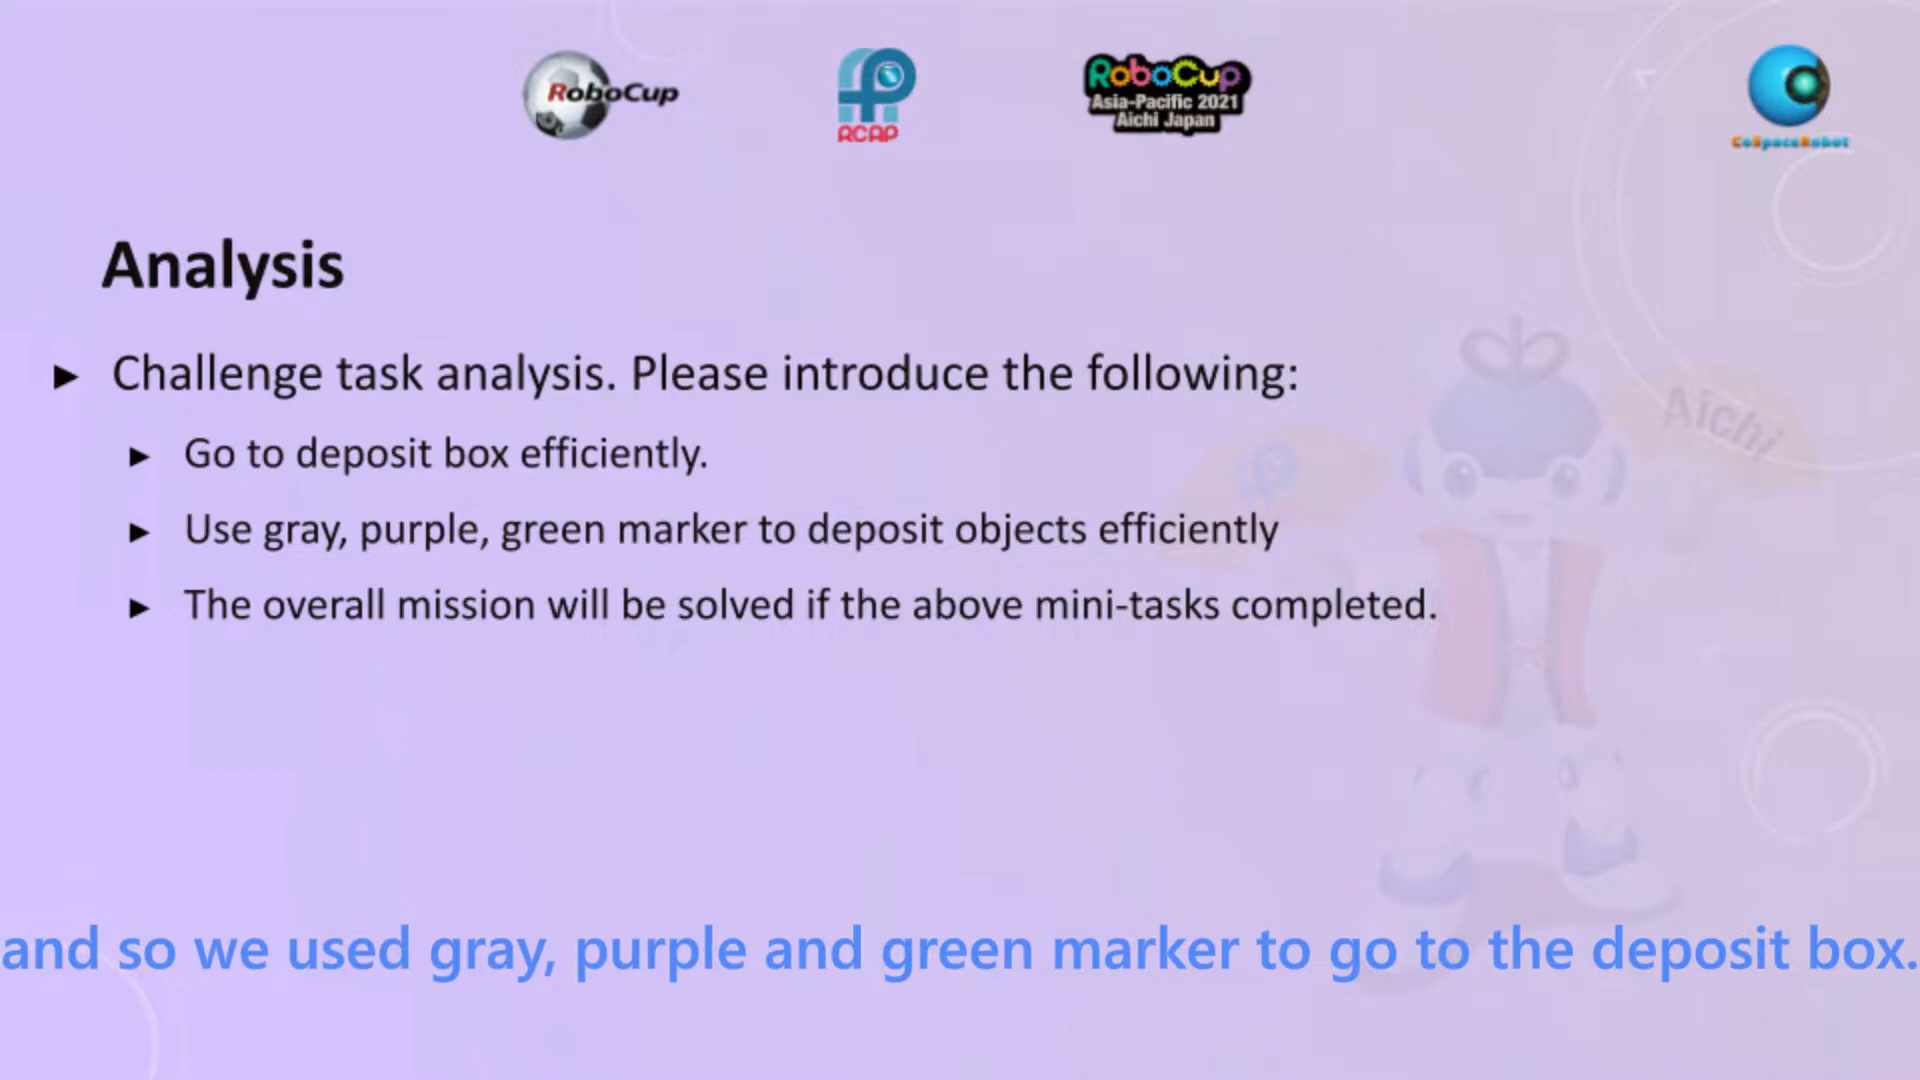 RoboCup
RCAP
RoboCup
Asia-Pacific 2021
Aichi Japan
CoSpaceRobot
Analysis
Challenge task analysis. Please introduce the following:
Go to deposit box efficiently.
Use gray, purple, green marker to deposit objects efficiently
The overall mission will be solved if the above mini-tasks completed.
Aichi
and so we used gray, purple and green marker to go to the deposit box.